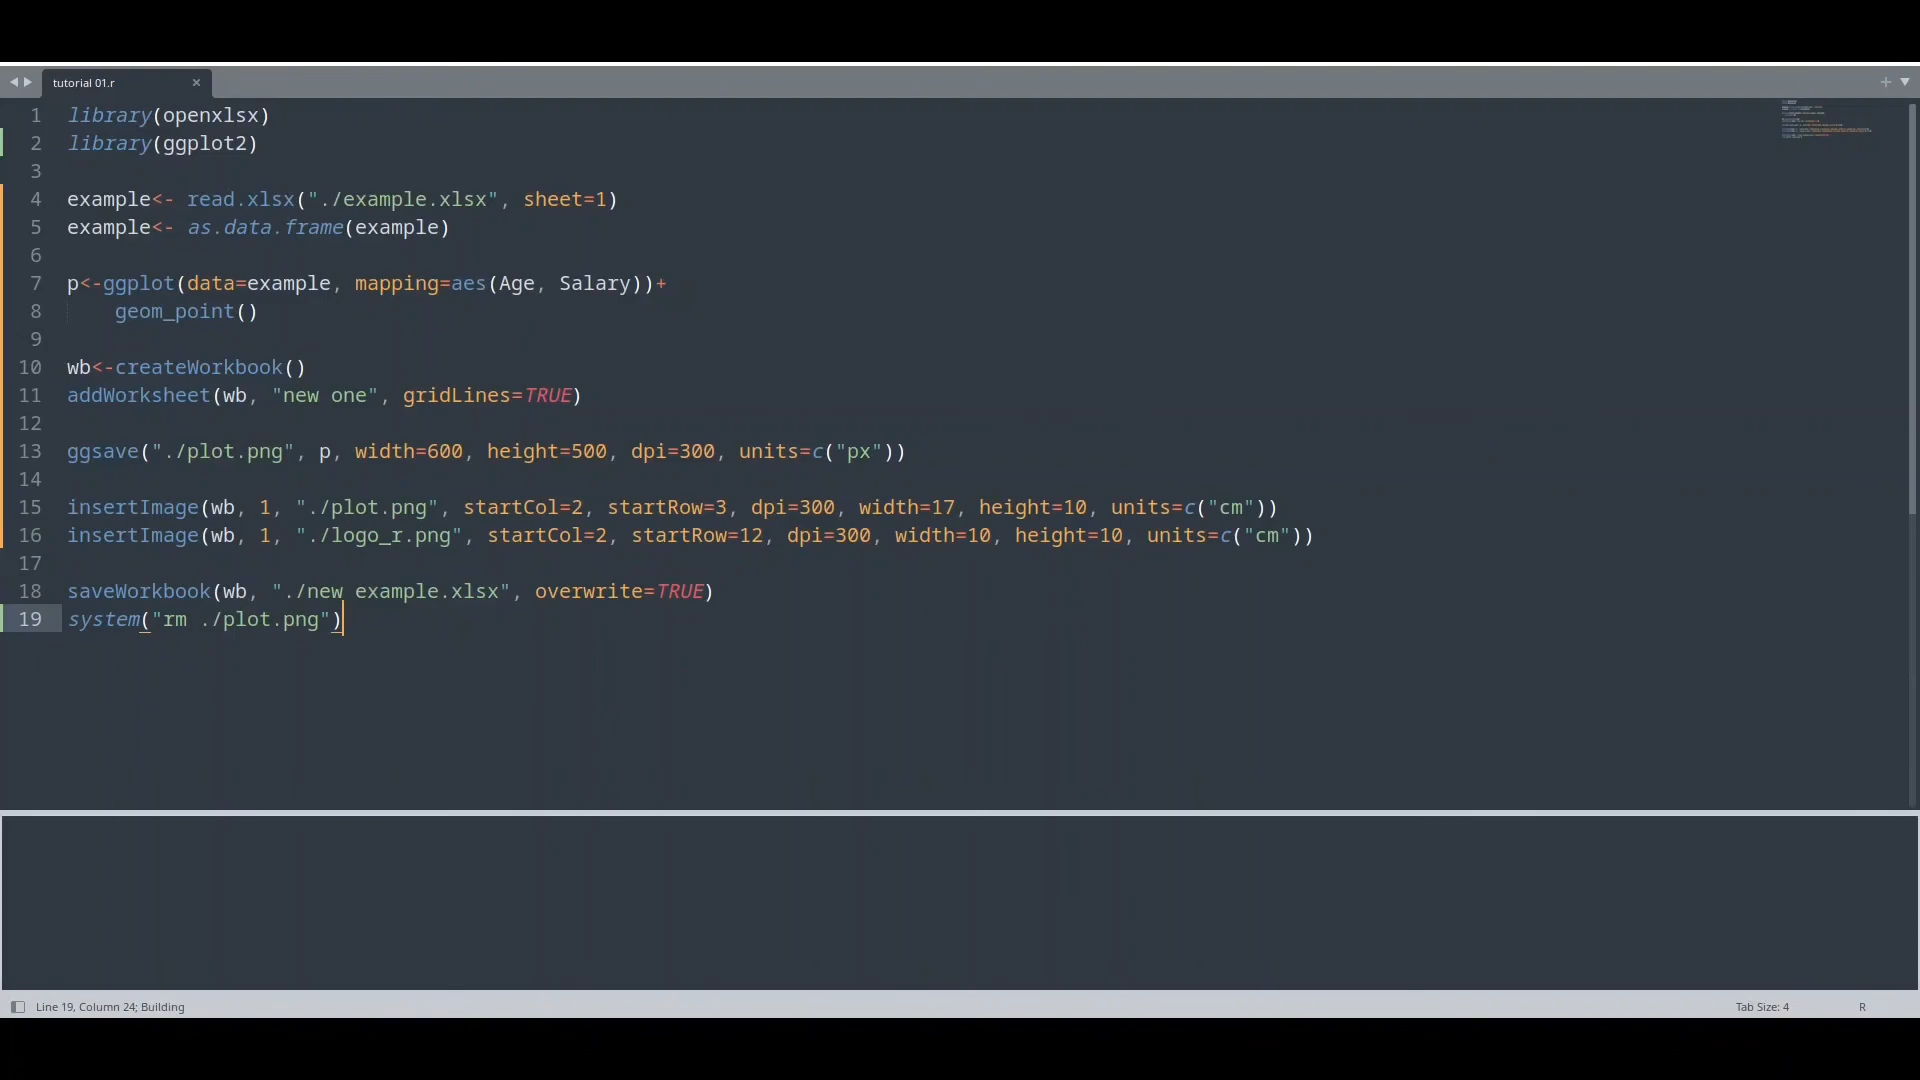 tutorial 01.r
1 library(openxlsx)
2 library(ggplot2)
3
4 example<- read.xlsx("./example.xlsx", sheet=1)
5 example<- as.data.frame(example)
6
7 p<-ggplot(data=example, mapping=aes(Age, Salary))+
8     geom_point()
9
10 wb<-createWorkbook()
11 addWorksheet(wb, "new one", gridLines=TRUE)
12
13 ggsave("./plot.png", p, width=600, height=500, dpi=300, units=c("px"))
14
15 insertImage(wb, 1, "./plot.png", startCol=2, startRow=3, dpi=300, width=17, height=10, units=c("cm"))
16 insertImage(wb, 1, "./logo_r.png", startCol=2, startRow=12, dpi=300, width=10, height=10, units=c("cm"))
17
18 saveWorkbook(wb, "./new example.xlsx", overwrite=TRUE)
19 system("rm ./plot.png")
Line 19, Column 24; Building
Tab Size: 4
R